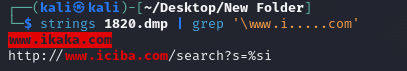 ┌──(kali㉿kali)-[~/Desktop/New Folder]
└─$ strings 1820.dmp | grep '\www.i.....com'
www.ikaka.com
http://www.iciba.com/search?s=%si